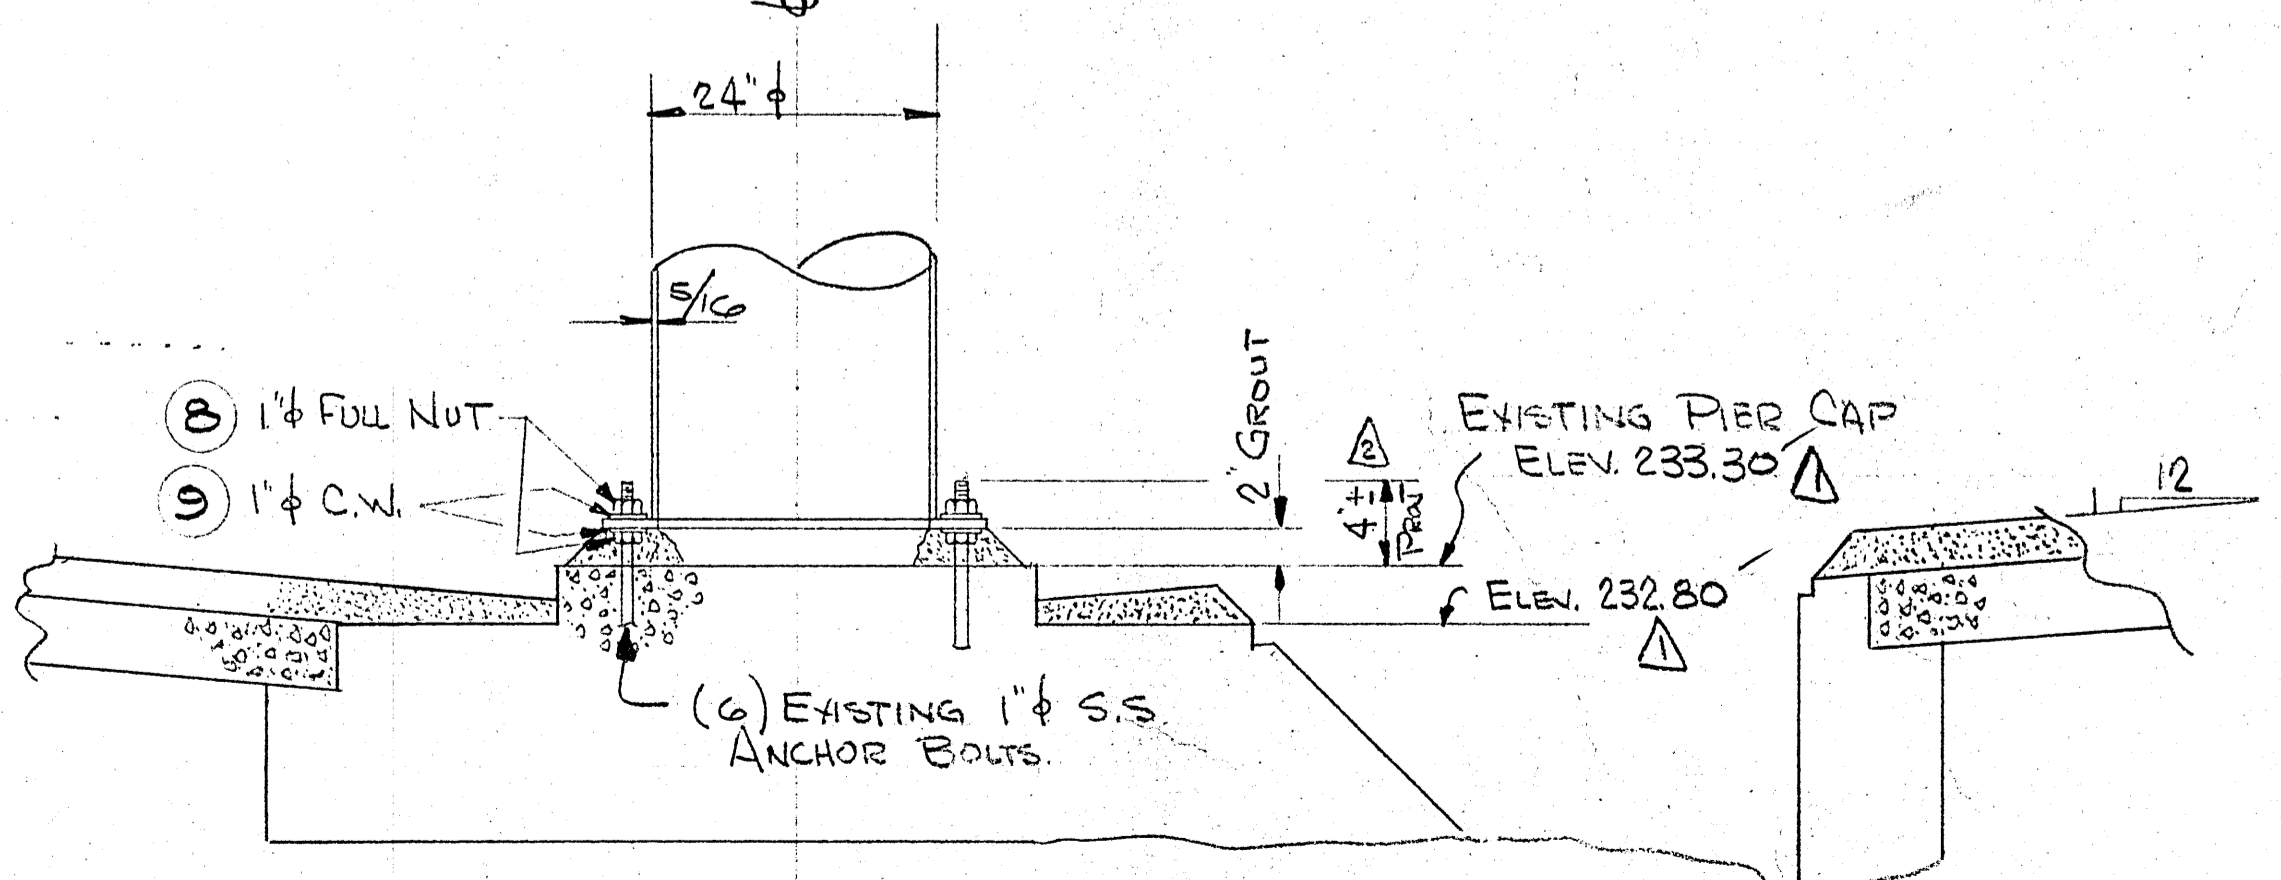 24"ϕ
5/16
8 1"ϕ FULL NUT
9 1"ϕ C.W.
2" GROUT
2
4"± PROJ
EXISTING PIER CAP
ELEV. 233.30 1
ELEV. 232.80
1
1 12
(6) EXISTING 1"ϕ S.S.
ANCHOR BOLTS.